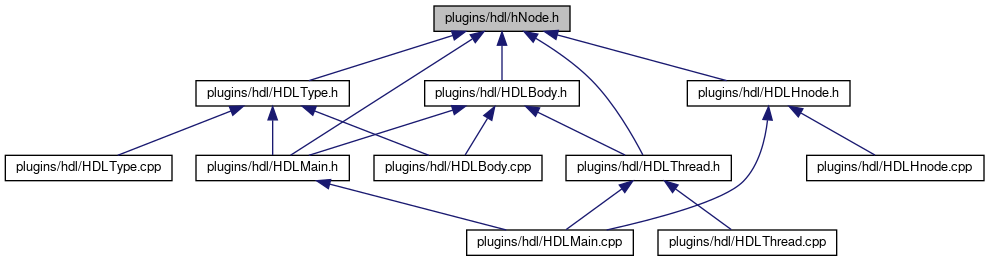 plugins/hdl/hNode.h
plugins/hdl/HDLType.h
plugins/hdl/HDLBody.h
plugins/hdl/HDLHnode.h
plugins/hdl/HDLType.cpp
plugins/hdl/HDLMain.h
plugins/hdl/HDLBody.cpp
plugins/hdl/HDLThread.h
plugins/hdl/HDLHnode.cpp
plugins/hdl/HDLMain.cpp
plugins/hdl/HDLThread.cpp